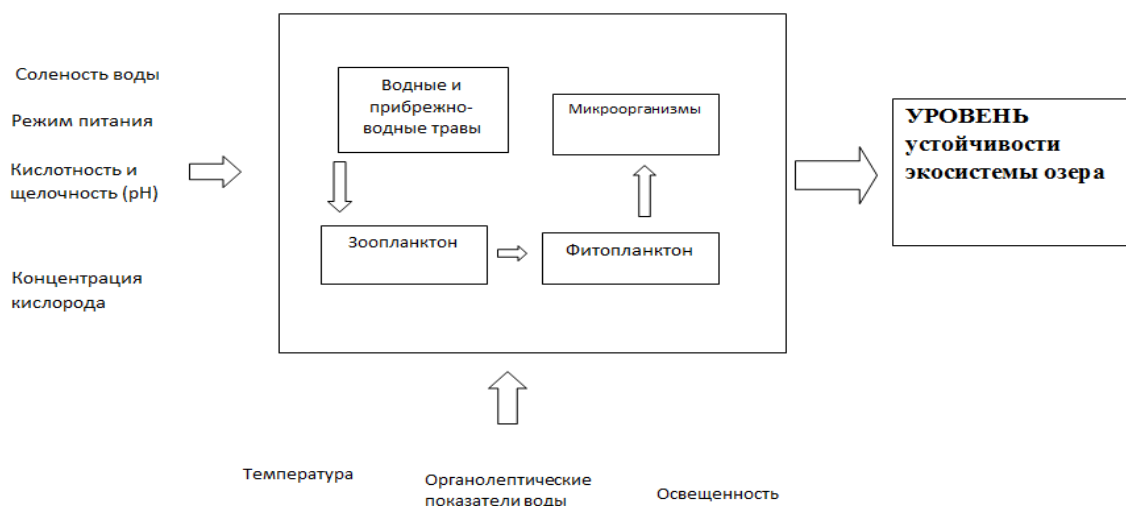 Соленость воды
Режим питания
Кислотность и
щелочность (pH)
Концентрация
кислорода
Водные и
прибрежно-
водные травы
Микроорганизмы
Зоопланктон
Фитопланктон
УРОВЕНЬ
устойчивости
экосистемы озера
Температура
Органолептические
показатели воды
Освещенность